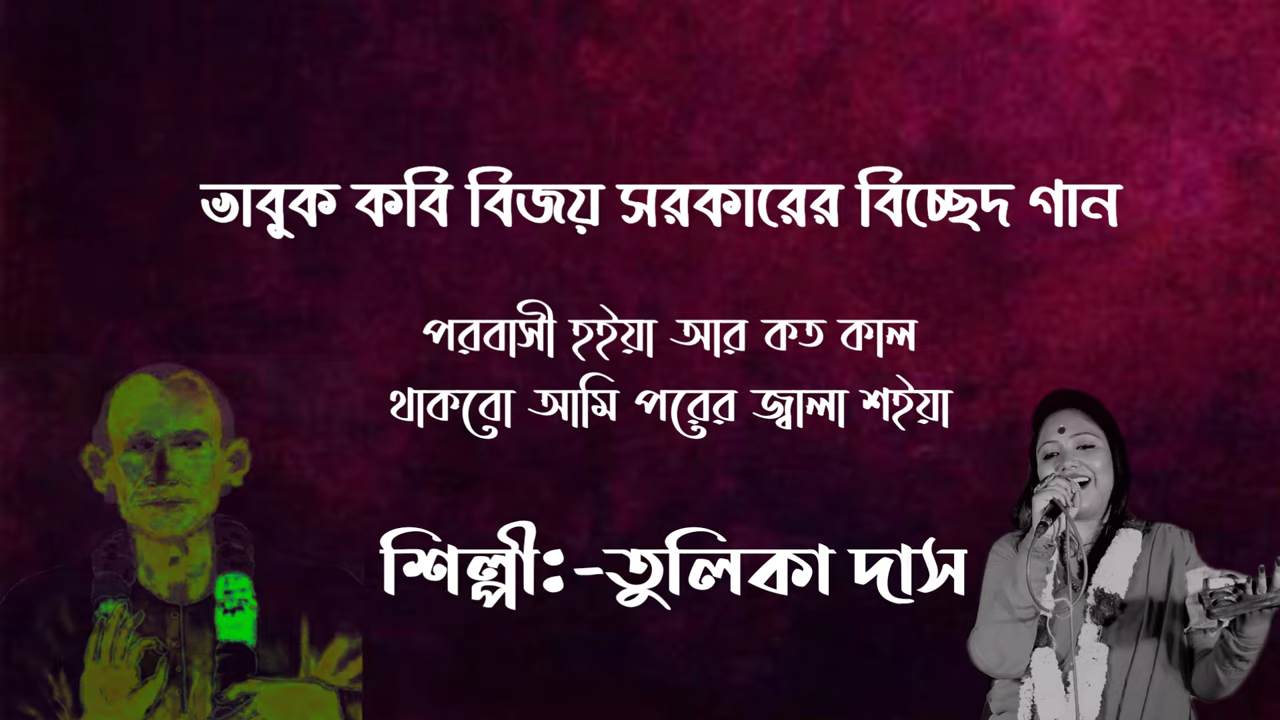 ভাবুক কবি বিজয় সরকারের বিচ্ছেদ গান
পরবাসী হইয়া আর কত কাল
থাকবো আমি পরের জ্বালা শইয়া
শিল্পী:-তুলিকা দাস